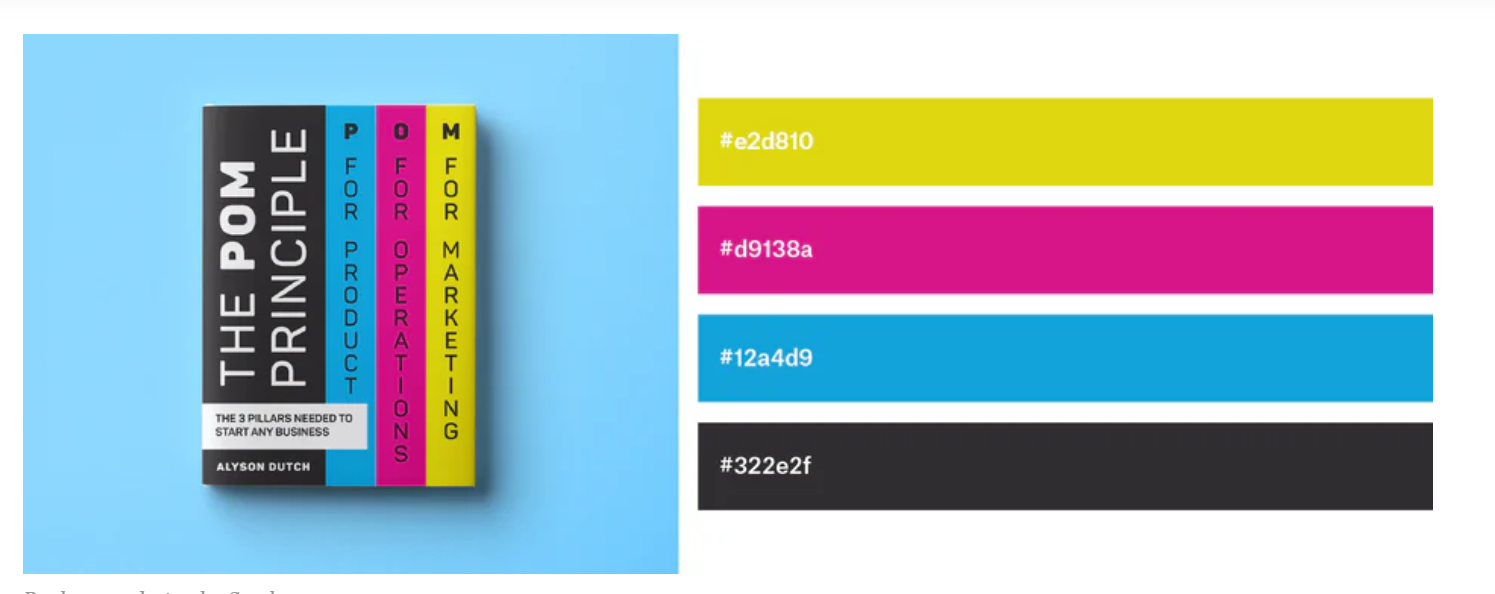 THE POM
PRINCIPLE
P FOR PRODUCT
O FOR OPERATIONS
M FOR MARKETING
THE 3 PILLARS NEEDED TO
START ANY BUSINESS
ALYSON DUTCH
#e2d810
#d9138a
#12a4d9
#322e2f